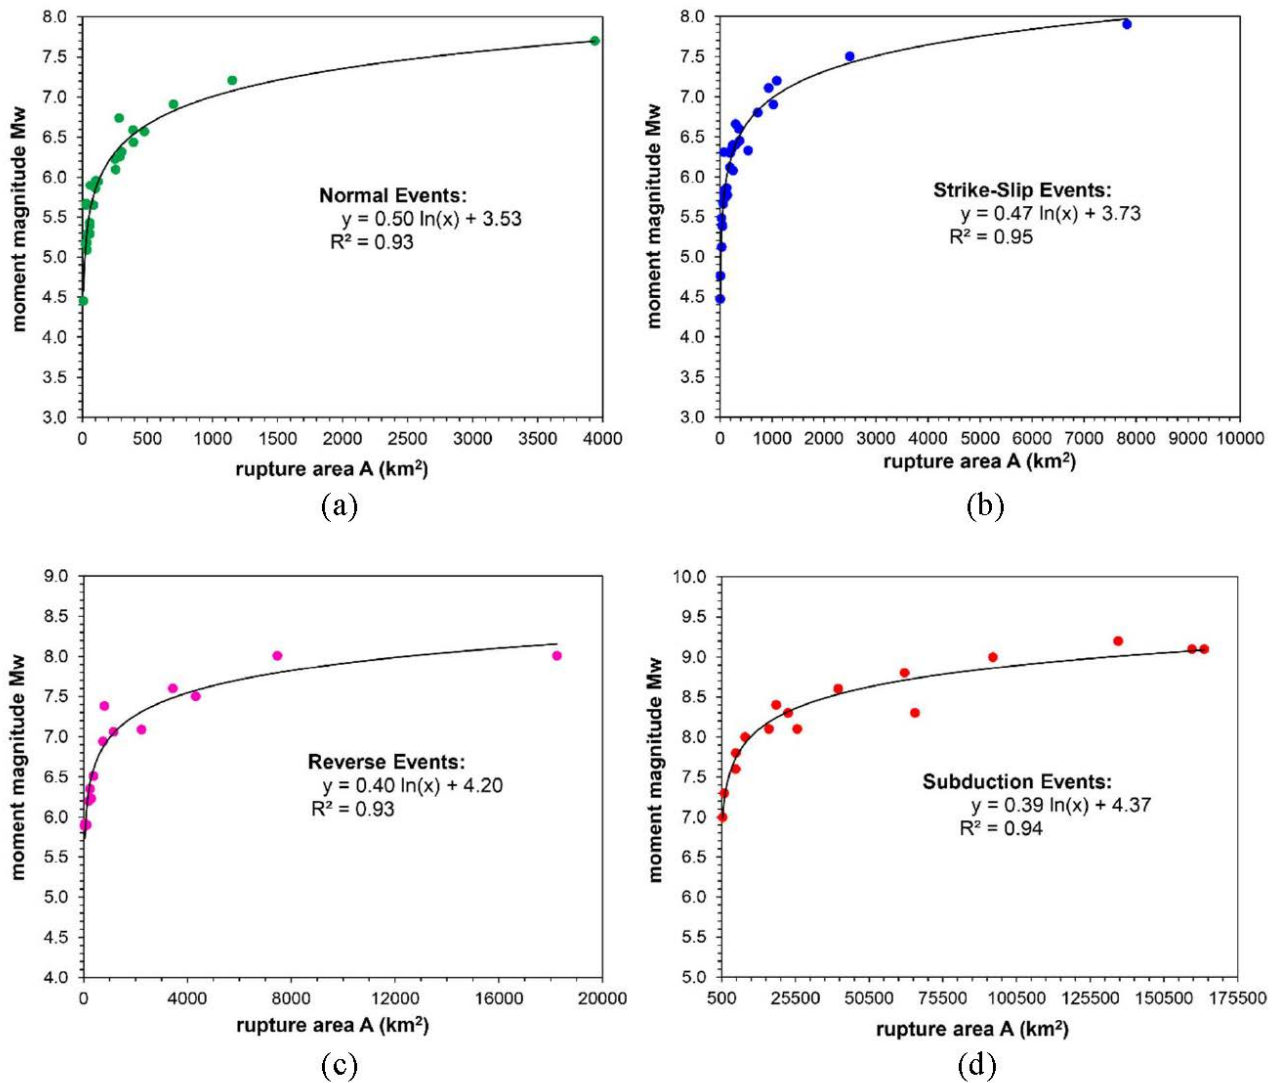 8.0
7.5
7.0
6.5
6.0
5.5
5.0
4.5
4.0
3.5
3.0
moment magnitude Mw
Normal Events:
y = 0.50 ln(x) + 3.53
R² = 0.93
0 500 1000 1500 2000 2500 3000 3500 4000
rupture area A (km²)
(a)
8.0
7.5
7.0
6.5
6.0
5.5
5.0
4.5
4.0
3.5
3.0
moment magnitude Mw
Strike-Slip Events:
y = 0.47 ln(x) + 3.73
R² = 0.95
0 1000 2000 3000 4000 5000 6000 7000 8000 9000 10000
rupture area A (km²)
(b)
9.0
8.5
8.0
7.5
7.0
6.5
6.0
5.5
5.0
4.5
4.0
moment magnitude Mw
Reverse Events:
y = 0.40 ln(x) + 4.20
R² = 0.93
0 4000 8000 12000 16000 20000
rupture area A (km²)
(c)
10.0
9.5
9.0
8.5
8.0
7.5
7.0
6.5
6.0
5.5
5.0
moment magnitude Mw
Subduction Events:
y = 0.39 ln(x) + 4.37
R² = 0.94
500 25500 50500 75500 100500 125500 150500 175500
rupture area A (km²)
(d)